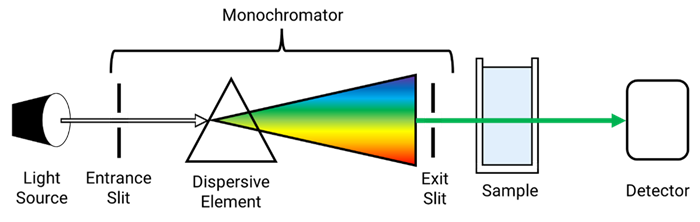 Monochromator
Light
Source
Entrance
Slit
Dispersive
Element
Exit
Slit
Sample
Detector